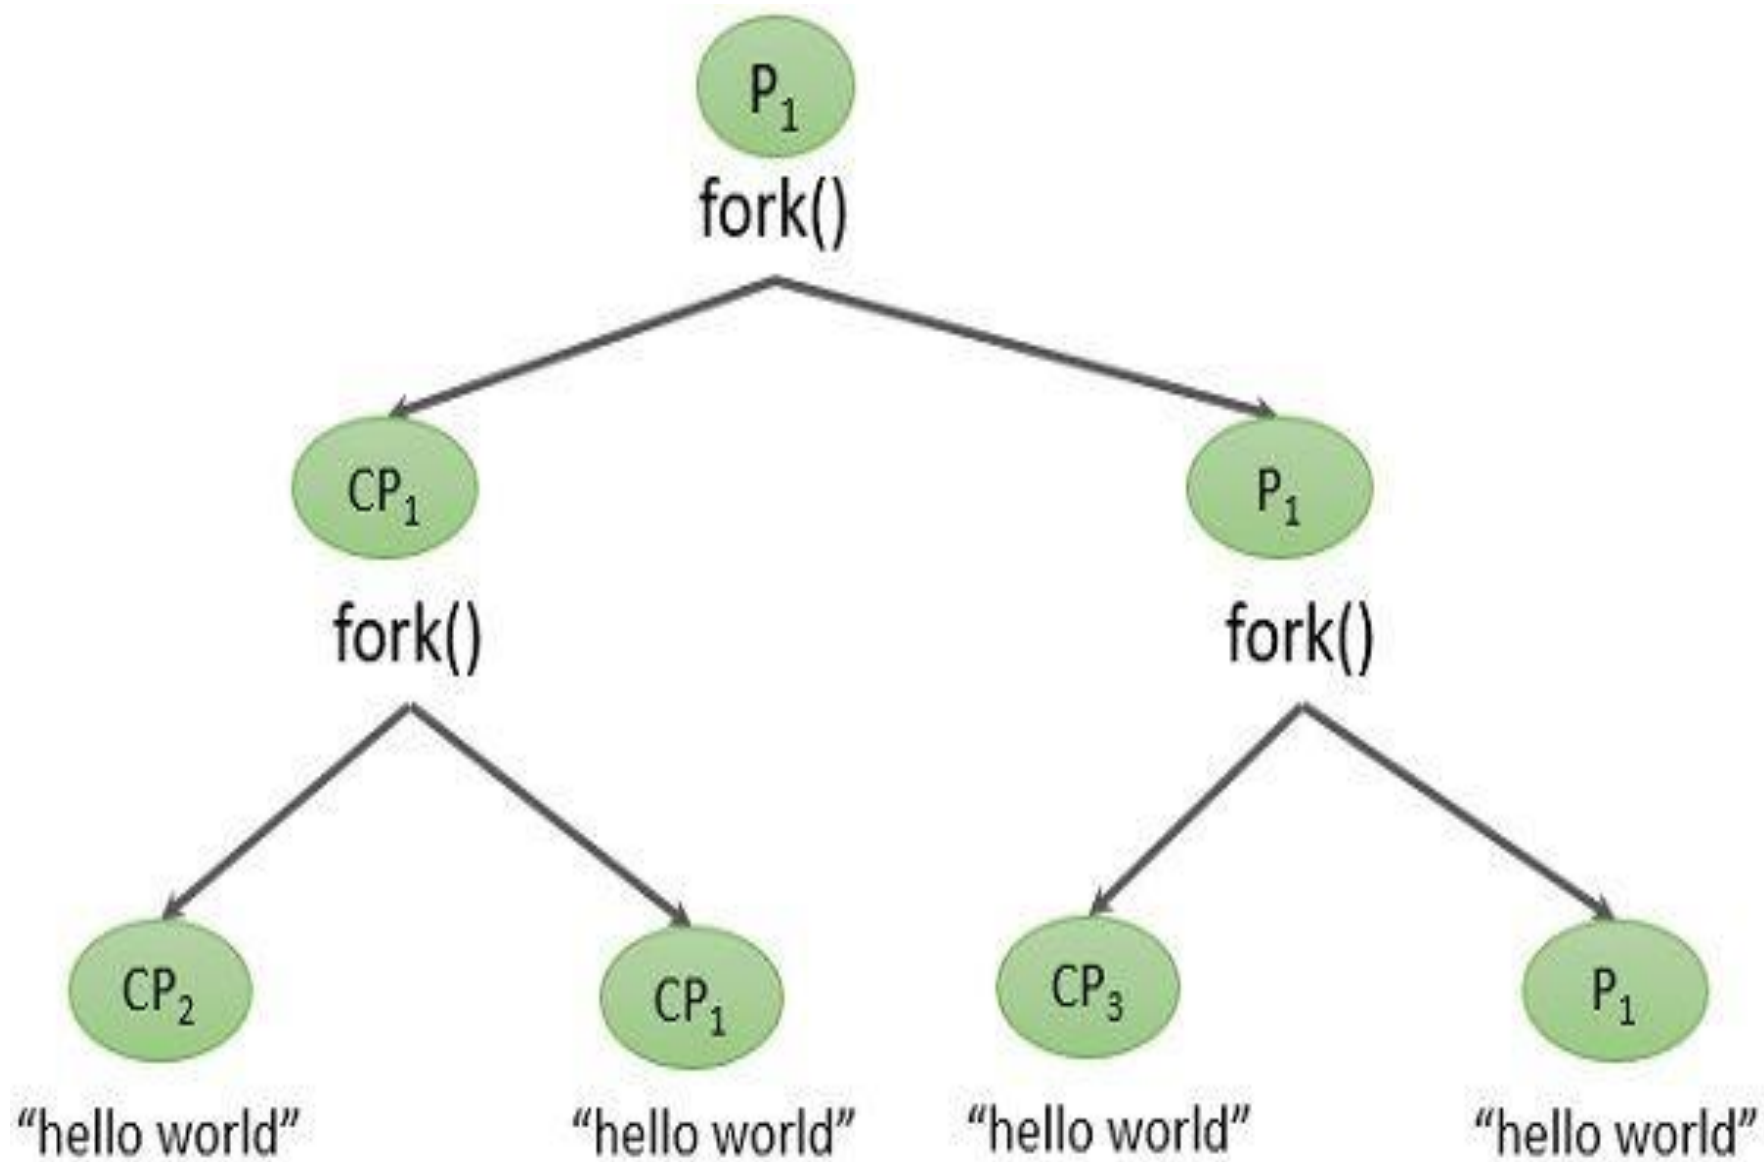 P₁
fork()
CP₁
P₁
fork()
fork()
CP₂
CP₁
CP₃
P₁
“hello world”
“hello world”
“hello world”
“hello world”